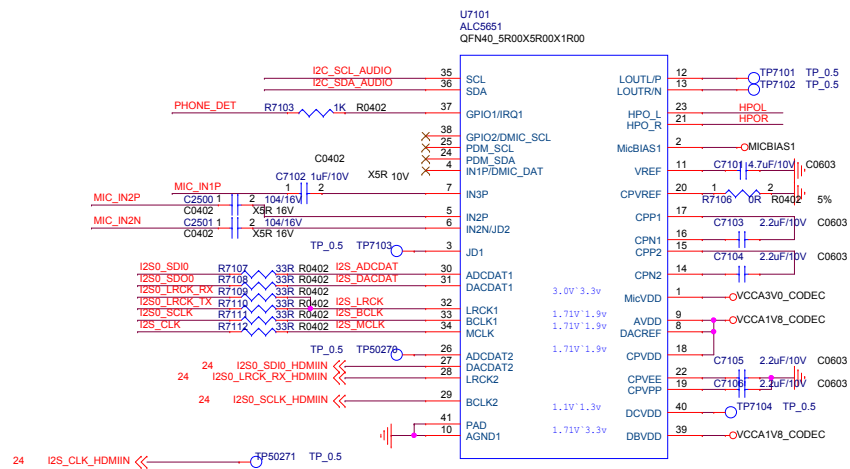 U7101
ALC5651
QFN40_5R00X5R00X1R00
I2C_SCL_AUDIO 35 SCL LOUTL/P 12 TP7101 TP_0.5
I2C_SDA_AUDIO 36 SDA LOUTR/N 13 TP7102 TP_0.5
PHONE_DET R7103 1K R0402 37 GPIO1/IRQ1 HPO_L 23 HPOL
HPO_R 21 HPOR
38 GPIO2/DMIC_SCL
25 PDM_SCL MicBIAS1 2 MICBIAS1
24 PDM_SDA
4 IN1P/DMIC_DAT VREF 11 C7101 4.7uF/10V C0603
C0402
C7102 1uF/10V X5R 10V
MIC_IN1P 1 2 7 IN3P CPVREF 20 1 2 R7106 0R R0402 5%
MIC_IN2P C2500 1 2 104/16V C0402 X5R 16V 5 IN2P CPP1 17
MIC_IN2N C2501 1 2 104/16V C0402 X5R 16V 6 IN2N/JD2 CPN1 16 C7103 2.2uF/10V C0603
TP_0.5 TP7103 3 JD1 CPP2 15
I2S0_SDI0 R7107 33R R0402 I2S_ADCDAT 30 ADCDAT1 CPN2 14 C7104 2.2uF/10V C0603
I2S0_SDO0 R7108 33R R0402 I2S_DACDAT 31 DACDAT1
I2S0_LRCK_RX R7109 33R R0402 3.0V`3.3v MicVDD 1 VCCA3V0_CODEC
I2S0_LRCK_TX R7110 33R R0402 I2S_LRCK 32 LRCK1
I2S0_SCLK R7111 33R R0402 I2S_BCLK 33 BCLK1 1.71V`1.9v AVDD 9 VCCA1V8_CODEC
I2S_CLK R7112 33R R0402 I2S_MCLK 34 MCLK 1.71V`1.9v DACREF 8
TP_0.5 TP50270 26 ADCDAT2 1.71V`1.9v CPVDD 18
24 I2S0_SDI0_HDMIIN 27 DACDAT2
24 I2S0_LRCK_RX_HDMIIN 28 LRCK2 CPVEE 22 C7105 2.2uF/10V C0603
CPVPP 19 C7106 2.2uF/10V C0603
24 I2S0_SCLK_HDMIIN 29 BCLK2 1.1V`1.3v DCVDD 40 TP7104 TP_0.5
41 PAD
10 AGND1 1.71V`3.3v DBVDD 39 VCCA1V8_CODEC
24 I2S_CLK_HDMIIN TP50271 TP_0.5